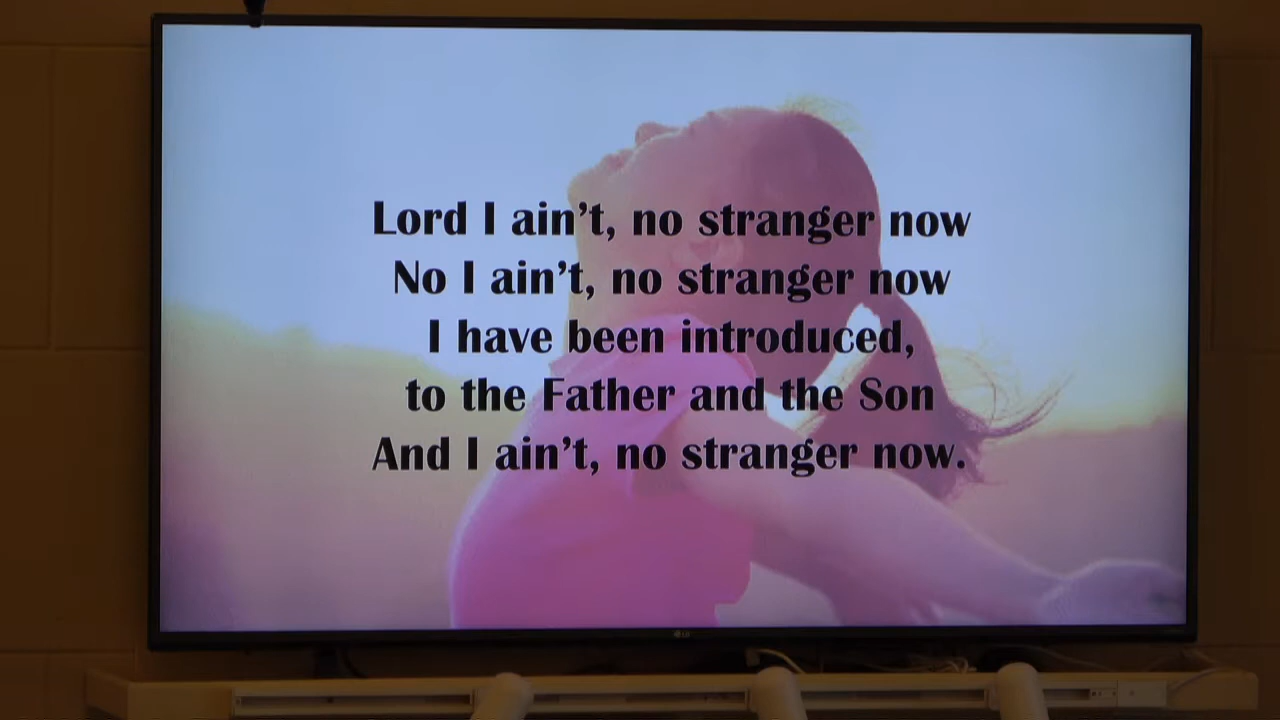 Lord I ain’t, no stranger now
No I ain’t, no stranger now
I have been introduced,
to the Father and the Son
And I ain’t, no stranger now.
LG